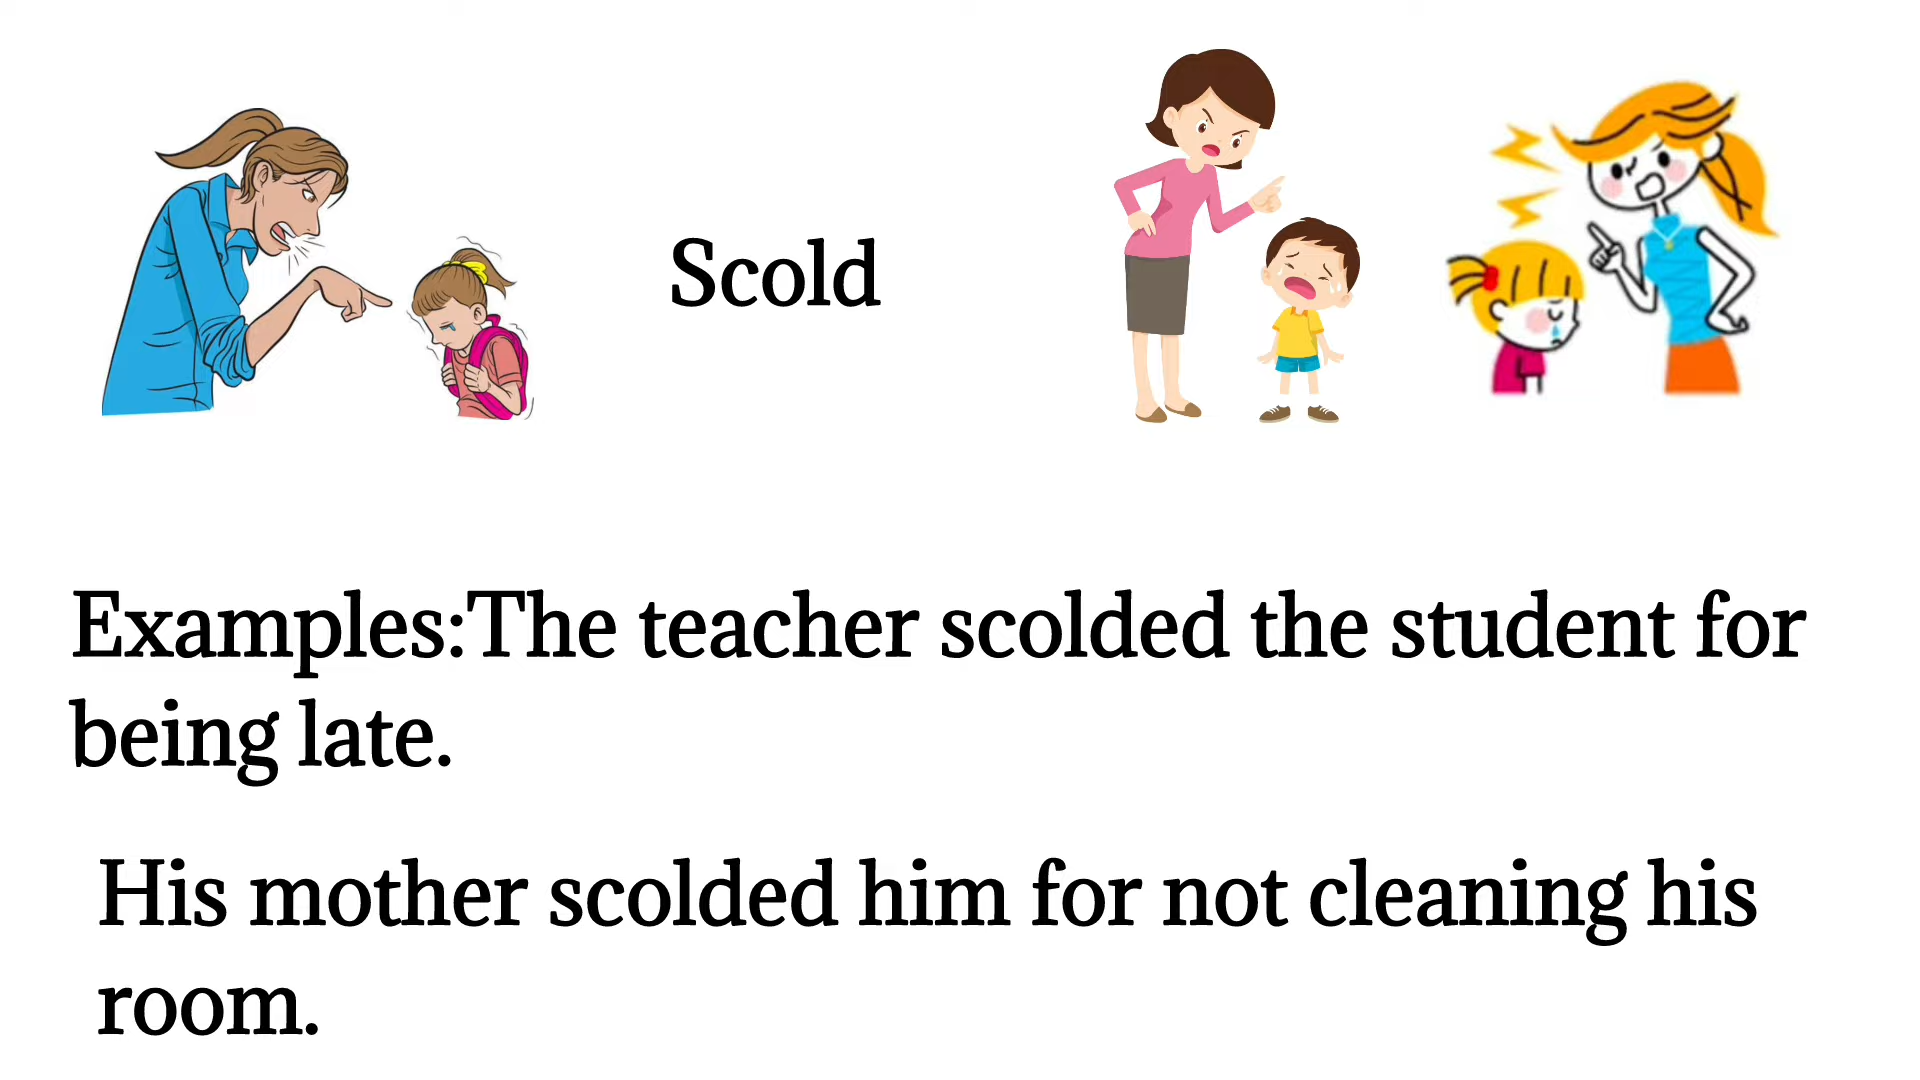 Scold
Examples:The teacher scolded the student for
being late.
His mother scolded him for not cleaning his
room.